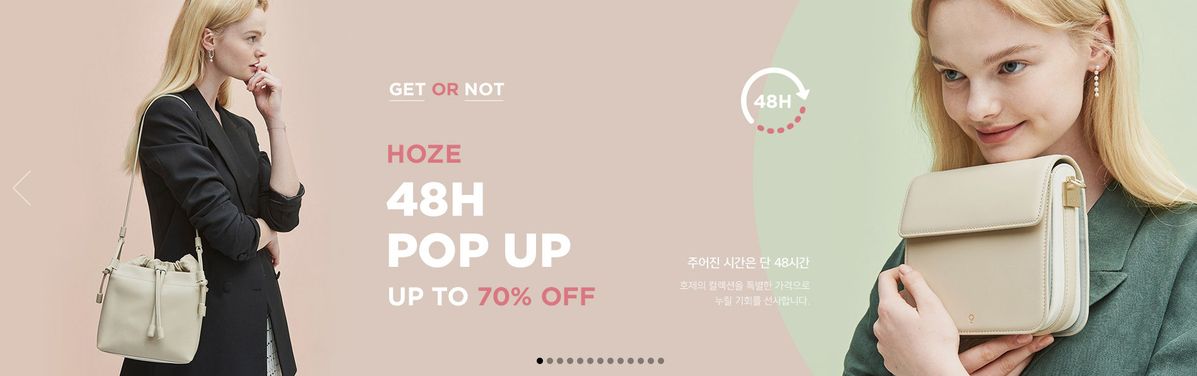 GET OR NOT
48H
HOZE
48H
POP UP
UP TO 70% OFF
주어진 시간은 단 48시간
호제의 컬렉션을 특별한 가격으로
누릴 기회를 선사합니다.